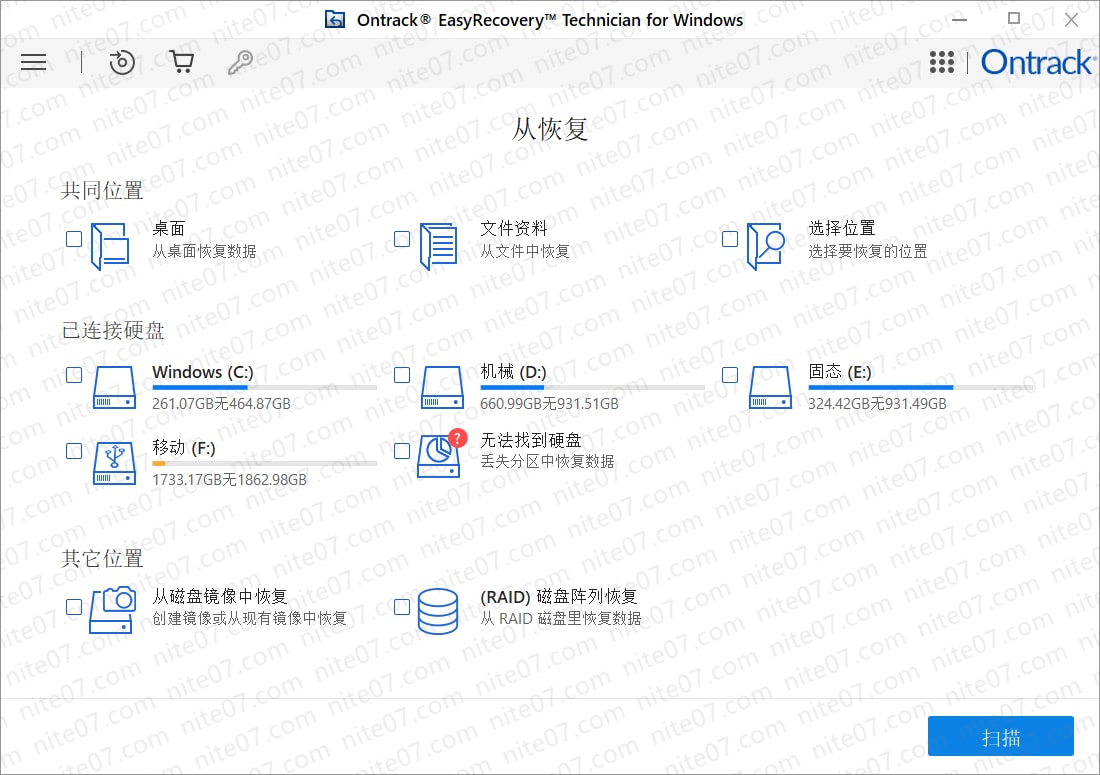 Ontrack® EasyRecovery™ Technician for Windows
Ontrack®
从恢复
共同位置
桌面
从桌面恢复数据
文件资料
从文件中恢复
选择位置
选择要恢复的位置
已连接硬盘
Windows (C:)
261.07GB无464.87GB
机械 (D:)
660.99GB无931.51GB
固态 (E:)
324.42GB无931.49GB
移动 (F:)
1733.17GB无1862.98GB
?
无法找到硬盘
丢失分区中恢复数据
其它位置
从磁盘镜像中恢复
创建镜像或从现有镜像中恢复
(RAID) 磁盘阵列恢复
从 RAID 磁盘里恢复数据
扫描
nite07.com